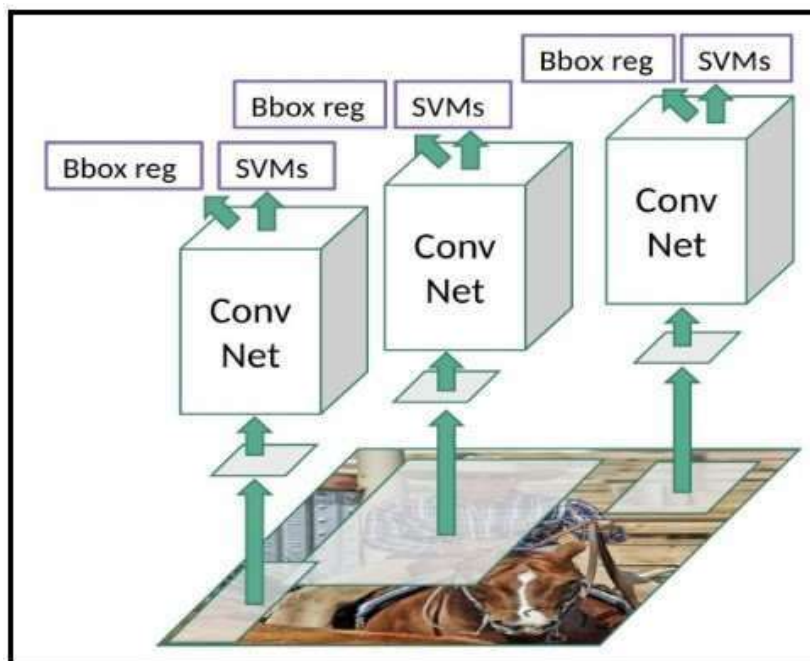 Bbox reg SVMs
Bbox reg SVMs
Bbox reg SVMs
Conv
Net
Conv
Net
Conv
Net